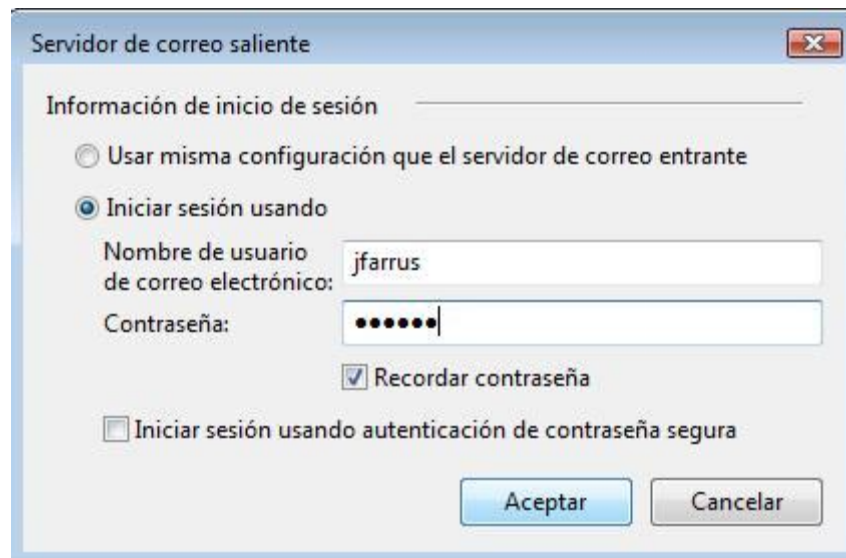 Servidor de correo saliente
Información de inicio de sesión
Usar misma configuración que el servidor de correo entrante
Iniciar sesión usando
Nombre de usuario
de correo electrónico:
jfarrus
Contraseña:
●●●●●●
Recordar contraseña
Iniciar sesión usando autenticación de contraseña segura
Aceptar
Cancelar